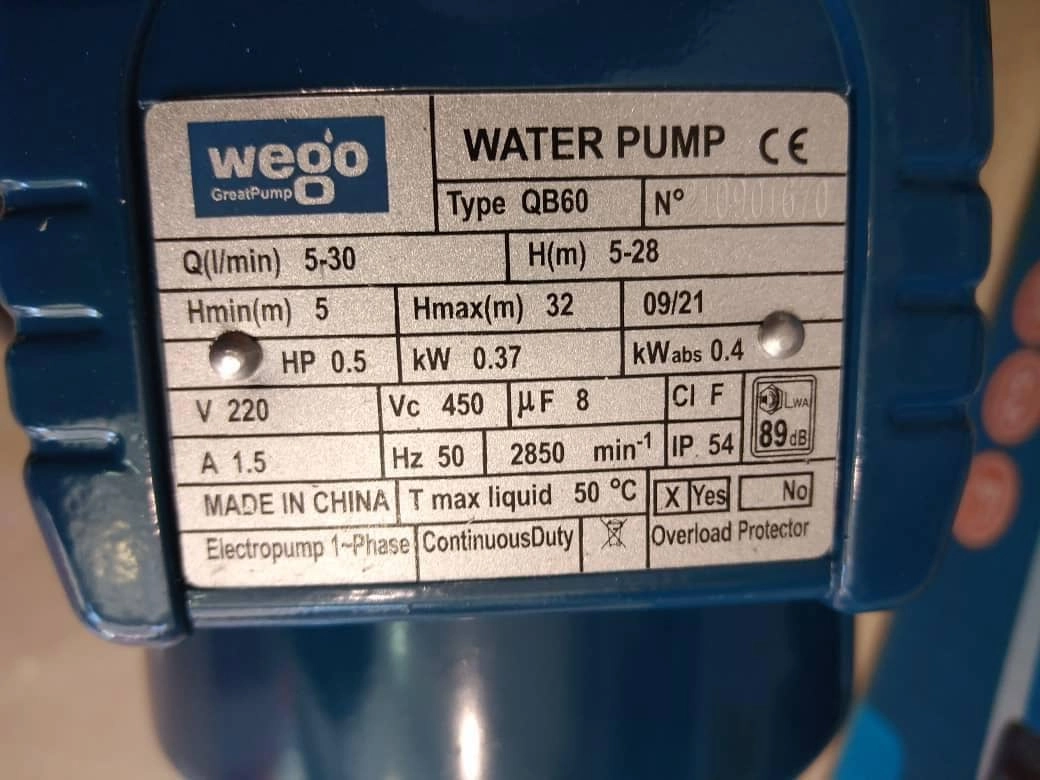 wego
GreatPump
WATER PUMP CE
Type QB60 N°
Q(l/min) 5-30 H(m) 5-28
Hmin(m) 5 Hmax(m) 32 09/21
HP 0.5 kW 0.37 kWabs 0.4
V 220 Vc 450 µF 8 Cl F LWA
A 1.5 Hz 50 2850 min-1 IP 54 89dB
MADE IN CHINA T max liquid 50 °C X Yes No
Electropump 1~Phase ContinuousDuty Overload Protector